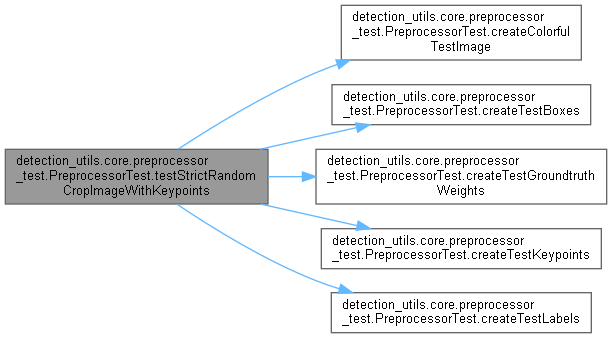 detection_utils.core.preprocessor
_test.PreprocessorTest.testStrictRandom
CropImageWithKeypoints
detection_utils.core.preprocessor
_test.PreprocessorTest.createColorful
TestImage
detection_utils.core.preprocessor
_test.PreprocessorTest.createTestBoxes
detection_utils.core.preprocessor
_test.PreprocessorTest.createTestGroundtruth
Weights
detection_utils.core.preprocessor
_test.PreprocessorTest.createTestKeypoints
detection_utils.core.preprocessor
_test.PreprocessorTest.createTestLabels